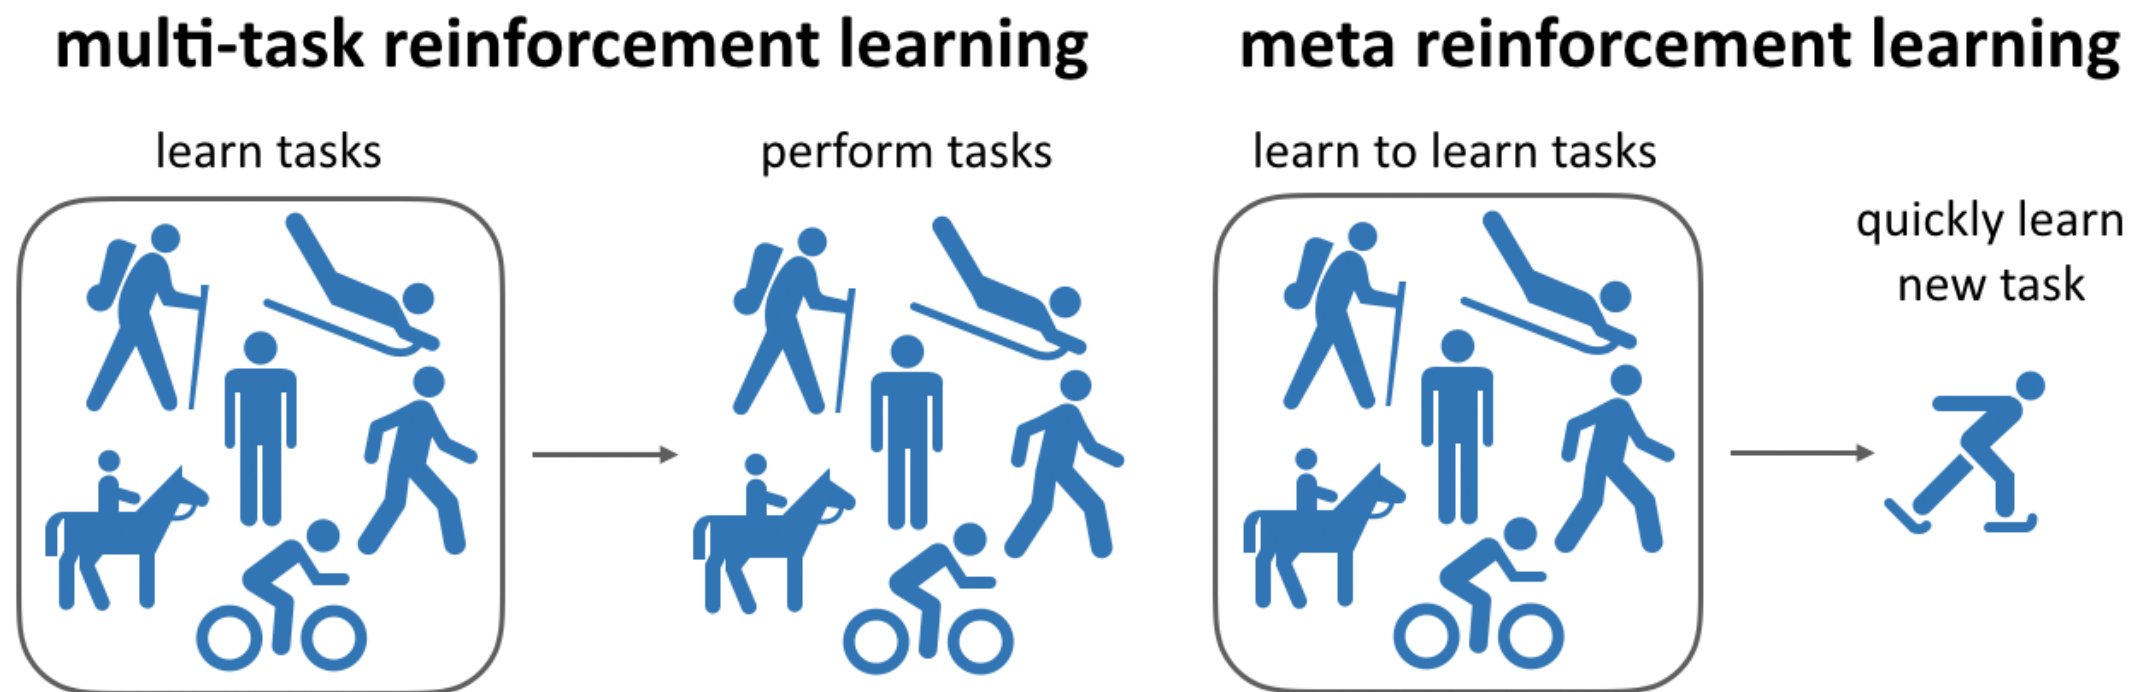 multi-task reinforcement learning
learn tasks
perform tasks
meta reinforcement learning
learn to learn tasks
quickly learn
new task